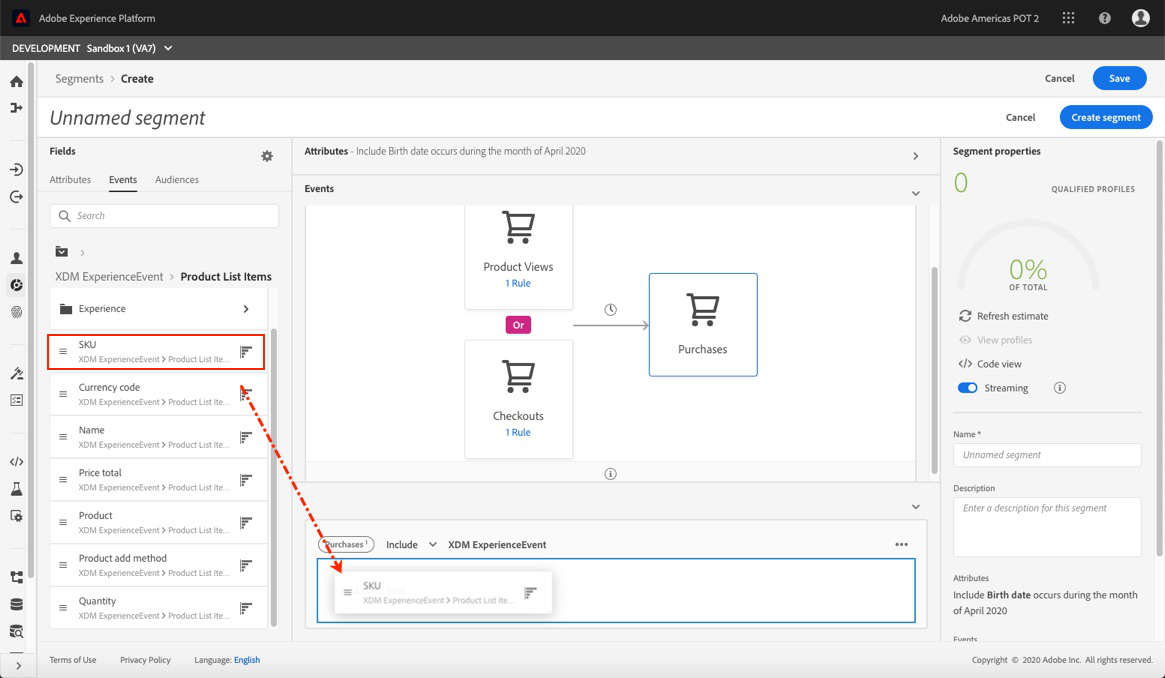 Adobe Experience Platform
Adobe Americas POT 2
DEVELOPMENT Sandbox 1 (VA7)
Segments > Create
Cancel
Save
Unnamed segment
Cancel
Create segment
Fields
Attributes
Events
Audiences
Search
XDM ExperienceEvent > Product List Items
Experience
SKU
XDM ExperienceEvent > Product List Ite...
Currency code
XDM ExperienceEvent > Product List Ite...
Name
XDM ExperienceEvent > Product List Ite...
Price total
XDM ExperienceEvent > Product List Ite...
Product
XDM ExperienceEvent > Product List Ite...
Product add method
XDM ExperienceEvent > Product List Ite...
Quantity
XDM ExperienceEvent > Product List Ite...
Attributes - Include Birth date occurs during the month of April 2020
Events
Product Views
1 Rule
Or
Checkouts
1 Rule
Purchases
Purchases 1
Include
XDM ExperienceEvent
SKU
XDM ExperienceEvent > Product List Ite...
Segment properties
0
QUALIFIED PROFILES
0%
OF TOTAL
Refresh estimate
View profiles
Code view
Streaming
Name *
Unnamed segment
Description
Enter a description for this segment
Attributes
Include Birth date occurs during the month
of April 2020
Events
Terms of Use
Privacy Policy
Language: English
Copyright © 2020 Adobe Inc. All rights reserved.